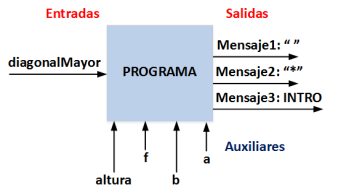 Entradas Salidas
Mensaje1: “ ”
diagonalMayor PROGRAMA Mensaje2: “*”
Mensaje3: INTRO
f a Auxiliares
altura b